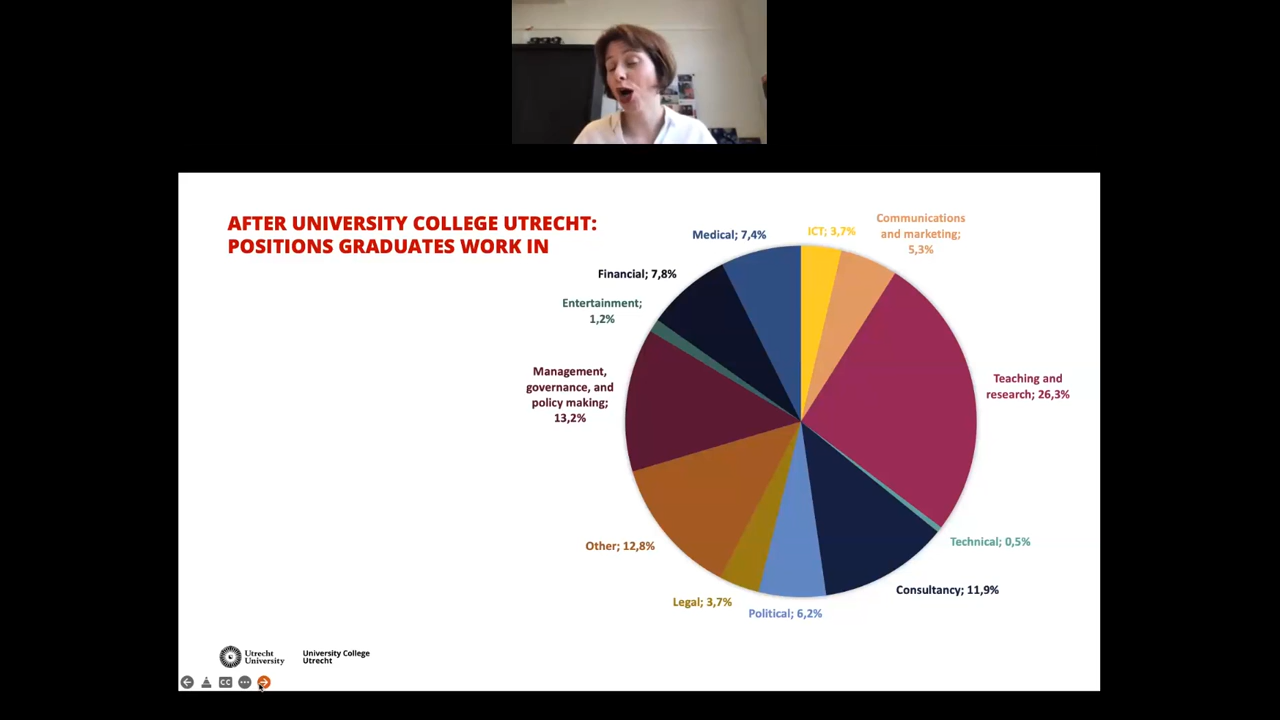 AFTER UNIVERSITY COLLEGE UTRECHT:
POSITIONS GRADUATES WORK IN
Medical; 7,4%
ICT; 3,7%
Communications
and marketing;
5,3%
Financial; 7,8%
Entertainment;
1,2%
Management,
governance, and
policy making;
13,2%
Teaching and
research; 26,3%
Other; 12,8%
Technical; 0,5%
Consultancy; 11,9%
Legal; 3,7%
Political; 6,2%
Utrecht
University
University College
Utrecht
CC